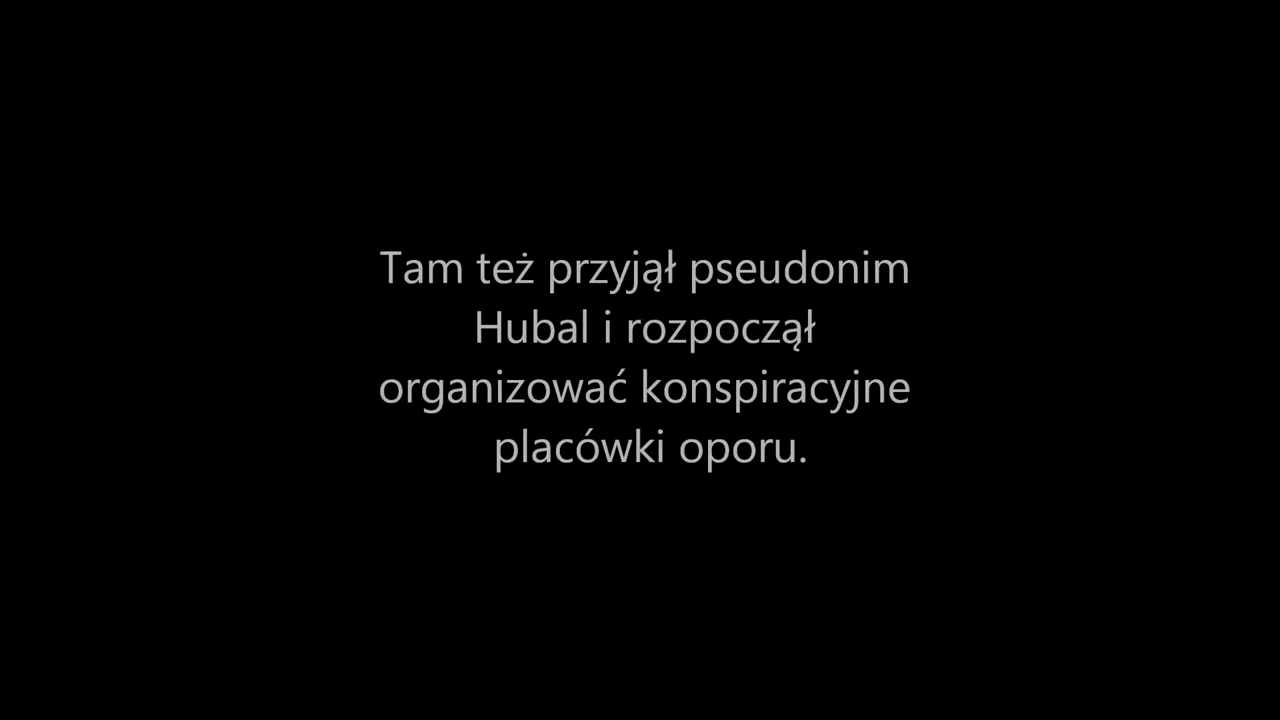 Tam też przyjął pseudonim
Hubal i rozpoczął
organizować konspiracyjne
placówki oporu.